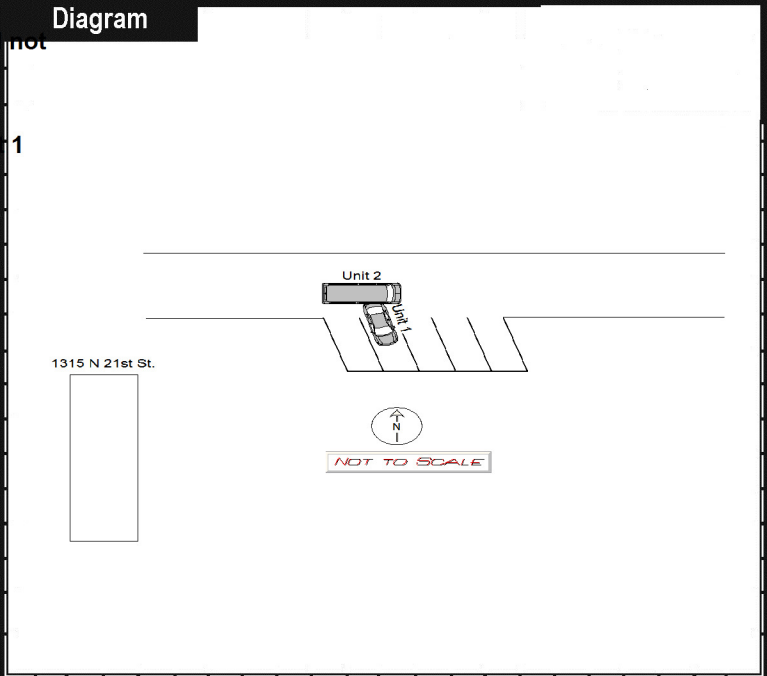 Diagram
not
1
Unit 2
Unit 1
1315 N 21st St.
N
NOT TO SCALE